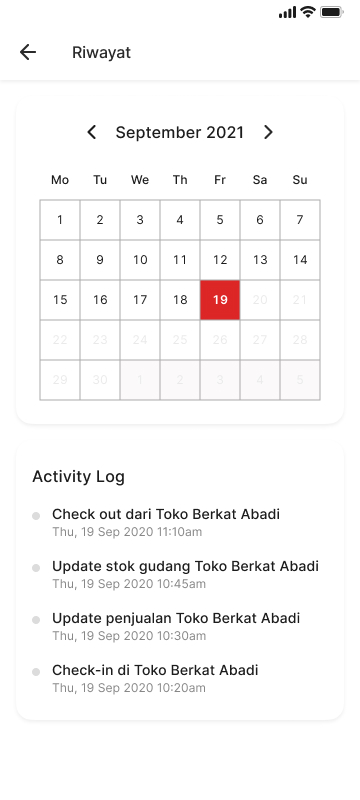 Riwayat
September 2021
Mo Tu We Th Fr Sa Su
1 2 3 4 5 6 7
8 9 10 11 12 13 14
15 16 17 18 19 20 21
22 23 24 25 26 27 28
29 30 1 2 3 4 5
Activity Log
Check out dari Toko Berkat Abadi
Thu, 19 Sep 2020 11:10am
Update stok gudang Toko Berkat Abadi
Thu, 19 Sep 2020 10:45am
Update penjualan Toko Berkat Abadi
Thu, 19 Sep 2020 10:30am
Check-in di Toko Berkat Abadi
Thu, 19 Sep 2020 10:20am